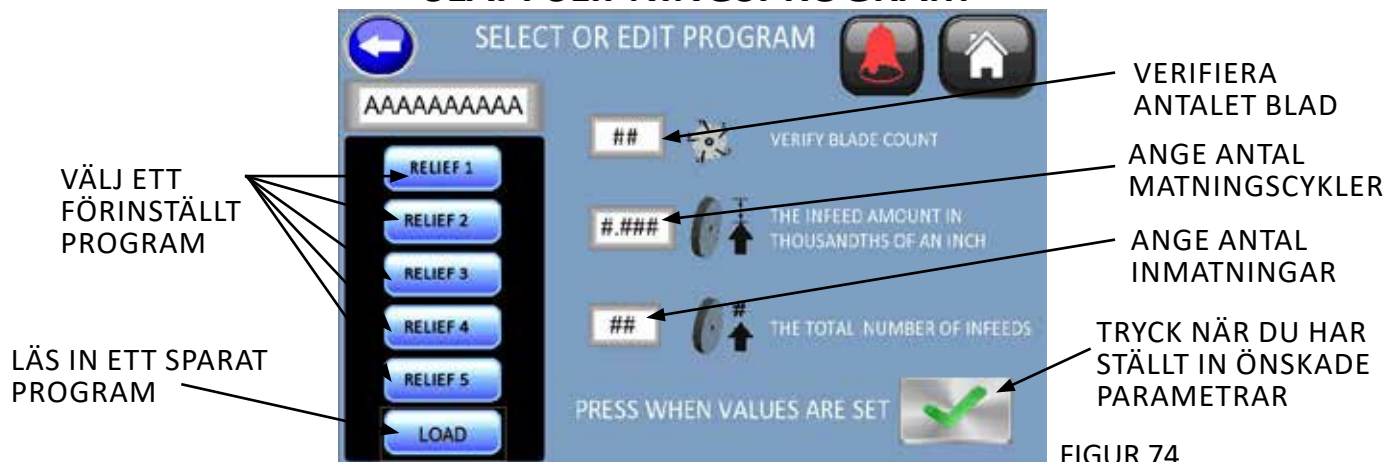 SELECT OR EDIT PROGRAM
AAAAAAAAAA
##
VERIFY BLADE COUNT
VERIFIERA
ANTALET BLAD
RELIEF 1
RELIEF 2
RELIEF 3
RELIEF 4
RELIEF 5
LOAD
VÄLJ ETT
FÖRINSTÄLLT
PROGRAM
LÄS IN ETT SPARAT
PROGRAM
#.###
THE INFEED AMOUNT IN
THOUSANDTHS OF AN INCH
ANGE ANTAL
MATNINGSCYKLER
##
#
THE TOTAL NUMBER OF INFEEDS
ANGE ANTAL
INMATNINGAR
PRESS WHEN VALUES ARE SET
TRYCK NÄR DU HAR
STÄLLT IN ÖNSKADE
PARAMETRAR
FIGUR 74